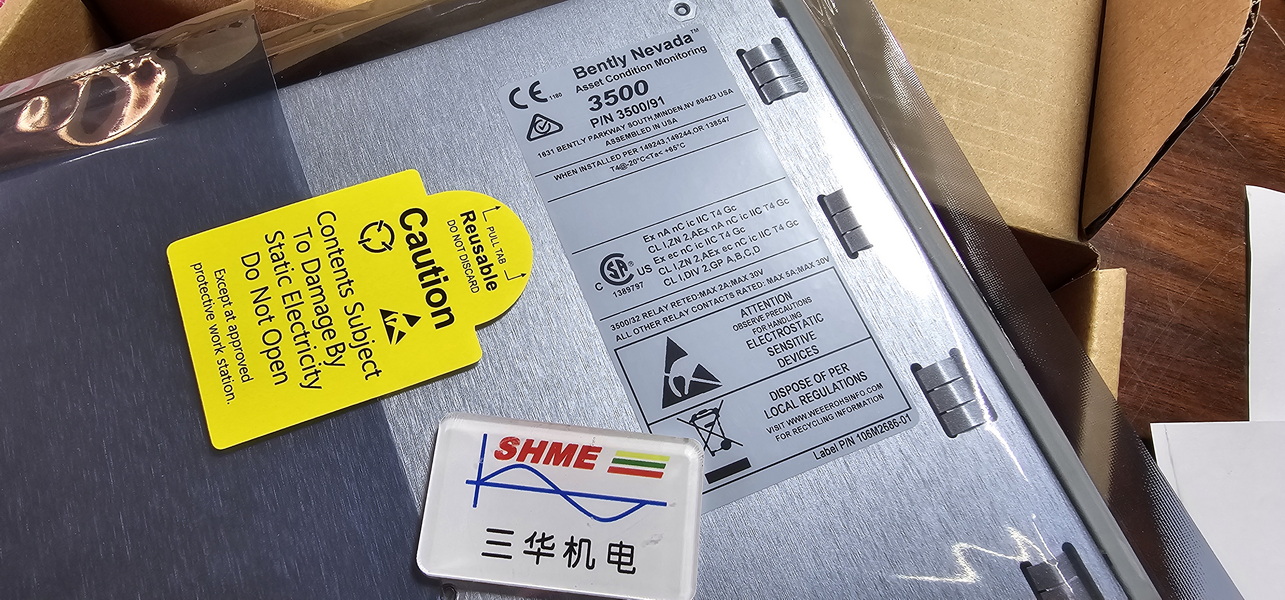 Bently Nevada™
Asset Condition Monitoring
3500
P/N 3500/91
CE 1180
1631 BENTLY PARKWAY SOUTH,MINDEN,NV 89423 USA
ASSEMBLED IN USA
WHEN INSTALLED PER 149243,149244,OR 138547
T4@-20°C<Ta< +65°C
Ex nA nC ic IIC T4 Gc
CL I,ZN 2,AEx nA nC ic IIC T4 Gc
Ex ec nC ic IIC T4 Gc
CL I,ZN 2,AEx ec nC ic IIC T4 Gc
CL I,DIV 2,GP A,B,C,D
C SA US
1389797
3500/32 RELAY RETED:MAX 2A;MAX 30V
ALL OTHER RELAY CONTACTS RATED: MAX 5A;MAX 30V
ATTENTION
OBSERVE PRECAUTIONS
FOR HANDLING
ELECTROSTATIC
SENSITIVE
DEVICES
DISPOSE OF PER
LOCAL REGULATIONS
VISIT WWW.WEEEROHSINFO.COM
FOR RECYCLING INFORMATION
Label P/N 106M2686-01
PULL TAB
Reusable
DO NOT DISCARD
Caution
Contents Subject
To Damage By
Static Electricity
Do Not Open
Except at approved
protective work station.
SHME
三华机电